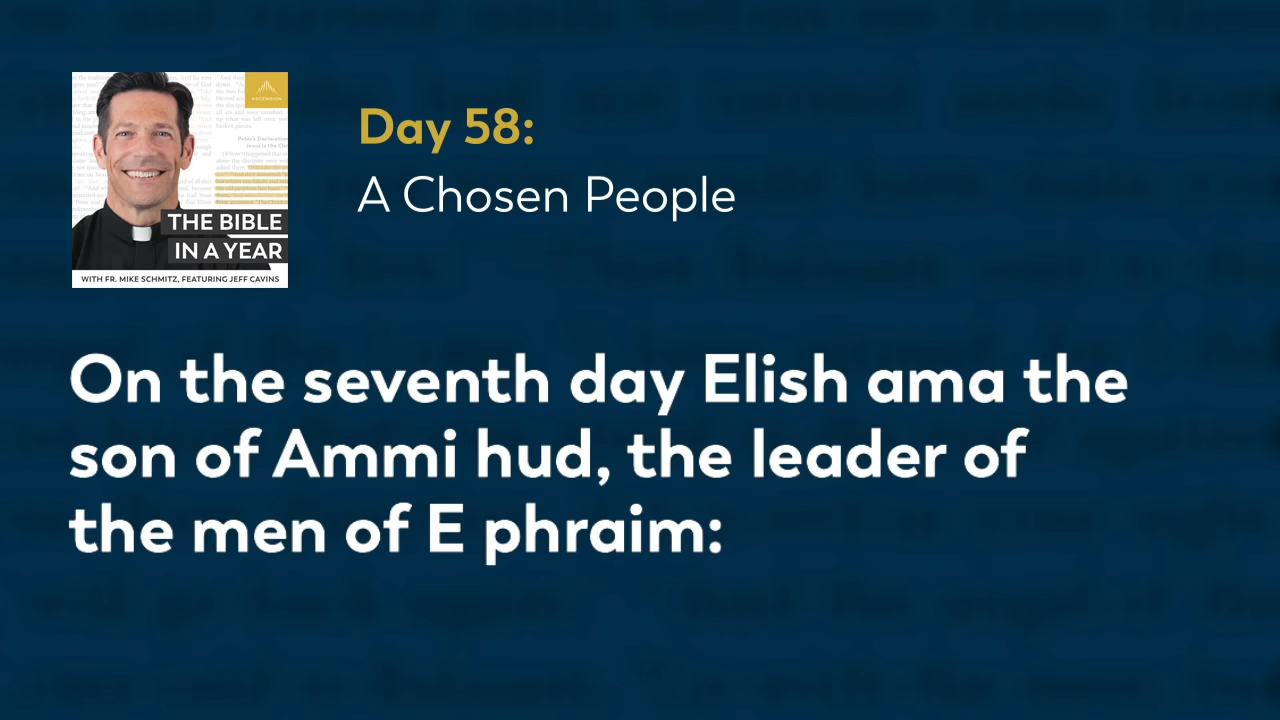 ASCENSION
Day 58:
A Chosen People
THE BIBLE
IN A YEAR
WITH FR. MIKE SCHMITZ, FEATURING JEFF CAVINS
On the seventh day Elish ama the
son of Ammi hud, the leader of
the men of E phraim: